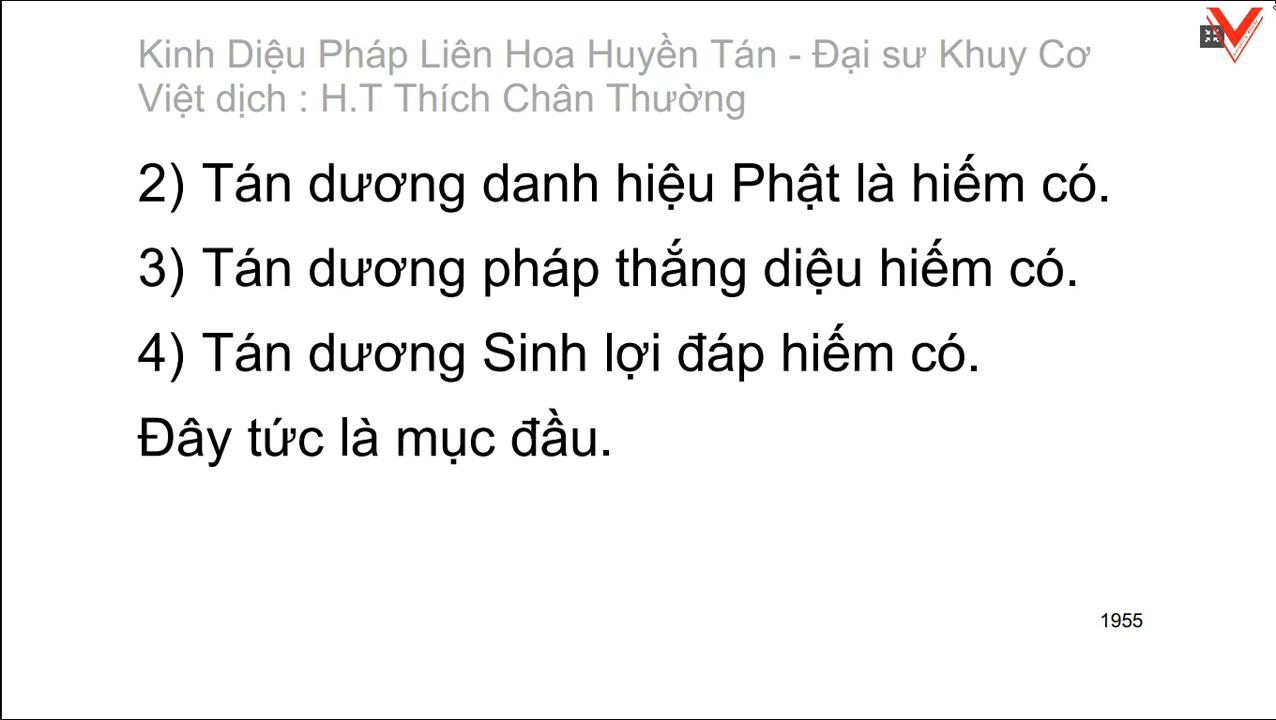 Kinh Diệu Pháp Liên Hoa Huyền Tán - Đại sư Khuy Cơ
Việt dịch : H.T Thích Chân Thường
2) Tán dương danh hiệu Phật là hiếm có.
3) Tán dương pháp thắng diệu hiếm có.
4) Tán dương Sinh lợi đáp hiếm có.
Đây tức là mục đầu.
1955